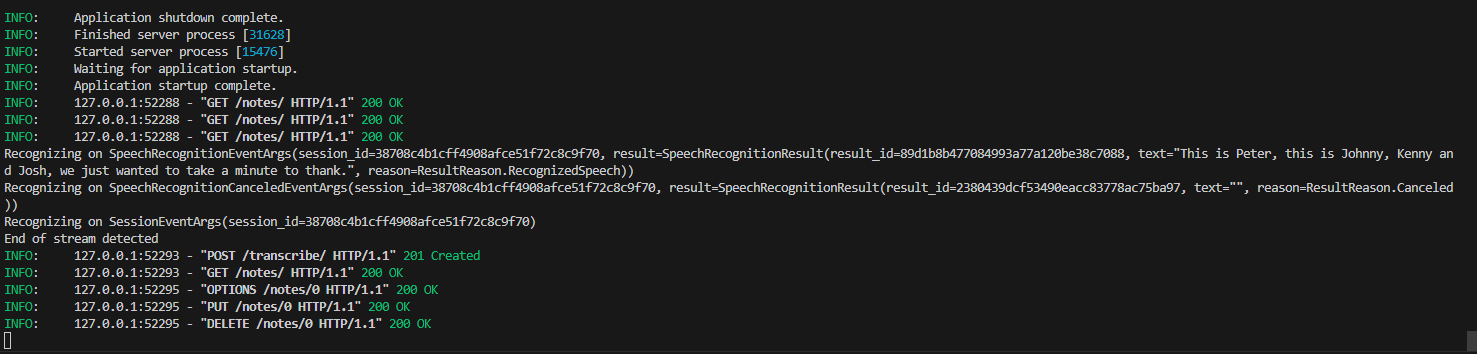 INFO:     Application shutdown complete.
INFO:     Finished server process [31628]
INFO:     Started server process [15476]
INFO:     Waiting for application startup.
INFO:     Application startup complete.
INFO:     127.0.0.1:52288 - "GET /notes/ HTTP/1.1" 200 OK
INFO:     127.0.0.1:52288 - "GET /notes/ HTTP/1.1" 200 OK
INFO:     127.0.0.1:52288 - "GET /notes/ HTTP/1.1" 200 OK
Recognizing on SpeechRecognitionEventArgs(session_id=38708c4b1cff4908afce51f72c8c9f70, result=SpeechRecognitionResult(result_id=89d1b8b477084993a77a120be38c7088, text="This is Peter, this is Johnny, Kenny an
d Josh, we just wanted to take a minute to thank.", reason=ResultReason.RecognizedSpeech))
Recognizing on SpeechRecognitionCanceledEventArgs(session_id=38708c4b1cff4908afce51f72c8c9f70, result=SpeechRecognitionResult(result_id=2380439dcf53490eacc83778ac75ba97, text="", reason=ResultReason.Canceled
))
Recognizing on SessionEventArgs(session_id=38708c4b1cff4908afce51f72c8c9f70)
End of stream detected
INFO:     127.0.0.1:52293 - "POST /transcribe/ HTTP/1.1" 201 Created
INFO:     127.0.0.1:52293 - "GET /notes/ HTTP/1.1" 200 OK
INFO:     127.0.0.1:52295 - "OPTIONS /notes/0 HTTP/1.1" 200 OK
INFO:     127.0.0.1:52295 - "PUT /notes/0 HTTP/1.1" 200 OK
INFO:     127.0.0.1:52295 - "DELETE /notes/0 HTTP/1.1" 200 OK